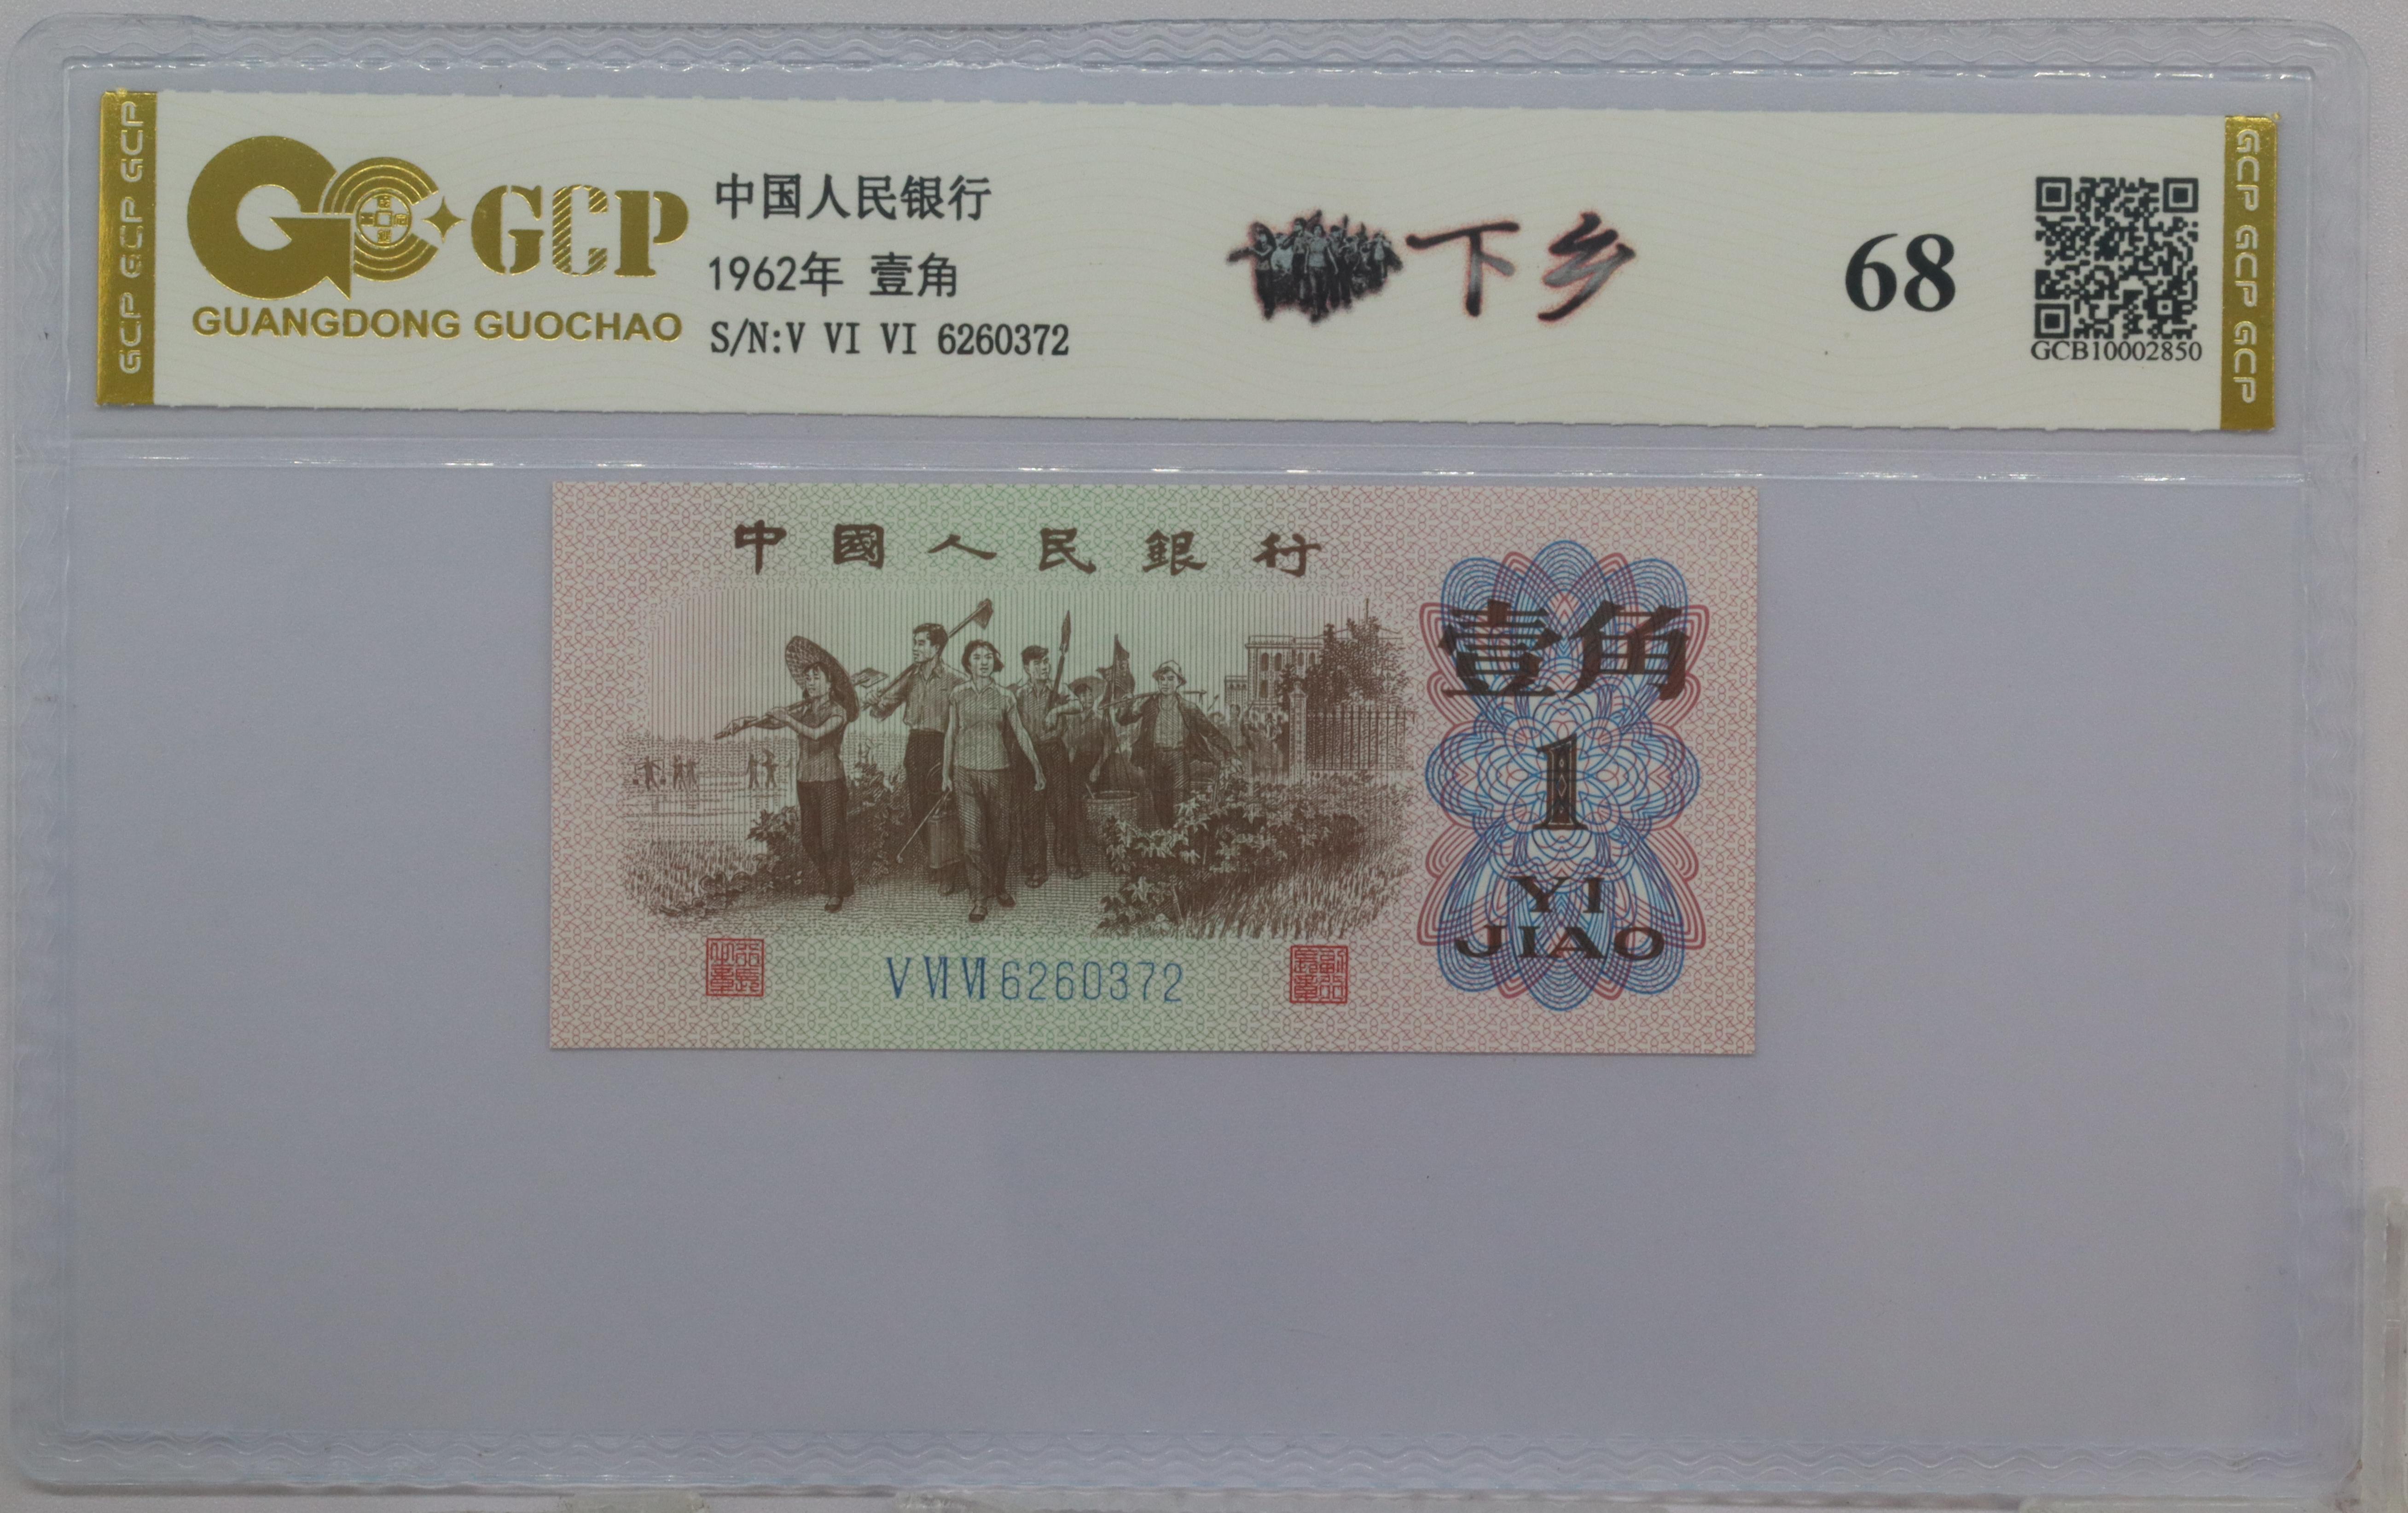 GCP GCP GCP GCP
GCP
GUANGDONG GUOCHAO
中国人民银行
1962年 壹角
S/N:V VI VI 6260372
下乡
68
GCB10002850
GCP GCP GCP GCP
中國人民銀行
壹角
1
YI
JIAO
V VI VI 6260372